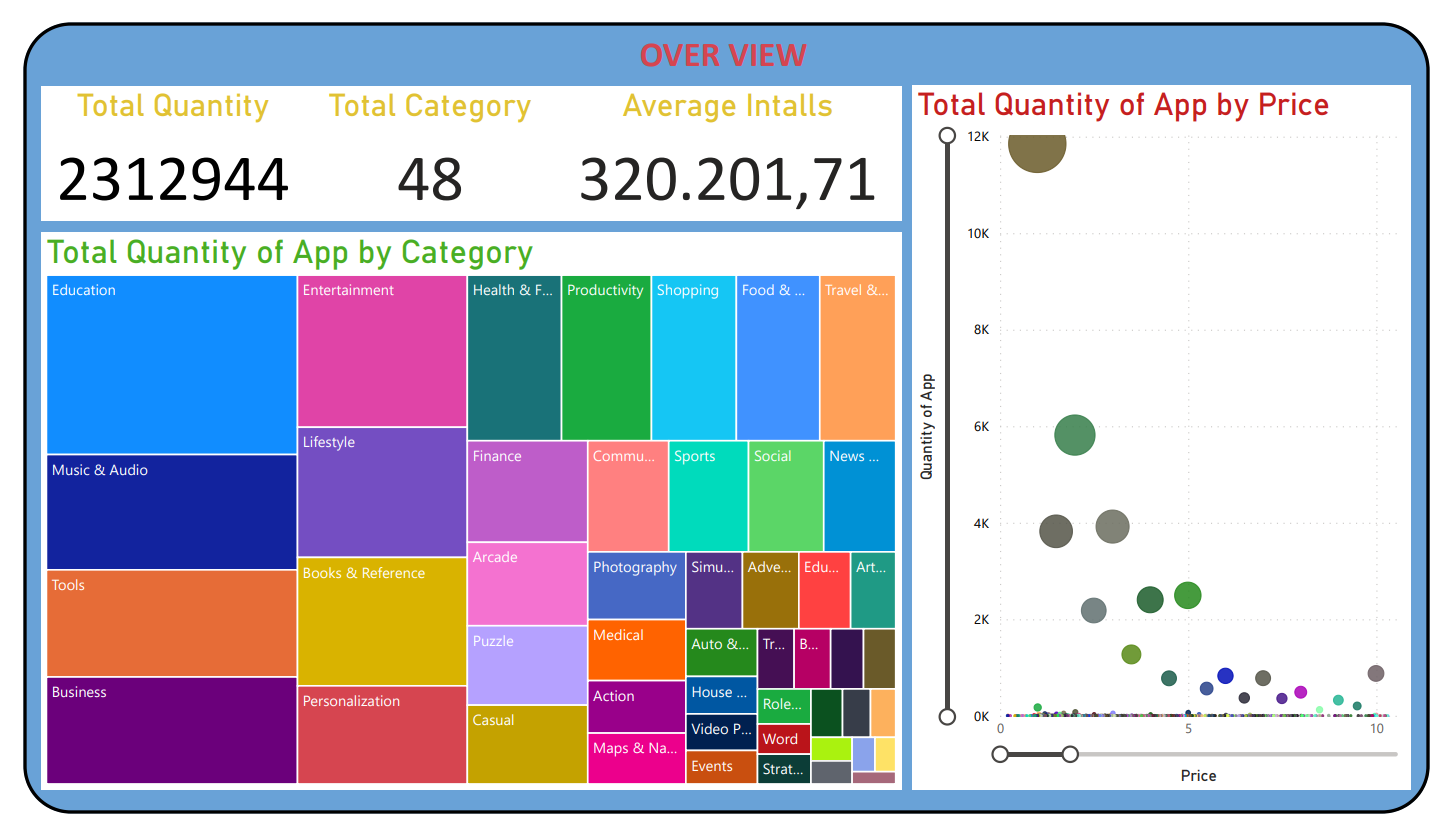 OVER VIEW
Total Quantity
Total Category
Average Intalls
2312944
48
320.201,71
Total Quantity of App by Category
Education
Entertainment
Health & F...
Productivity
Shopping
Food & ...
Travel &...
Lifestyle
Music & Audio
Finance
Commu...
Sports
Social
News ...
Arcade
Photography
Simu...
Adve...
Edu...
Art...
Books & Reference
Tools
Puzzle
Medical
Auto &...
Tr...
B...
Business
Personalization
Action
House ...
Role...
Casual
Video P...
Word
Maps & Na...
Events
Strat...
Total Quantity of App by Price
Quantity of App
12K
10K
8K
6K
4K
2K
0K
0
5
10
Price